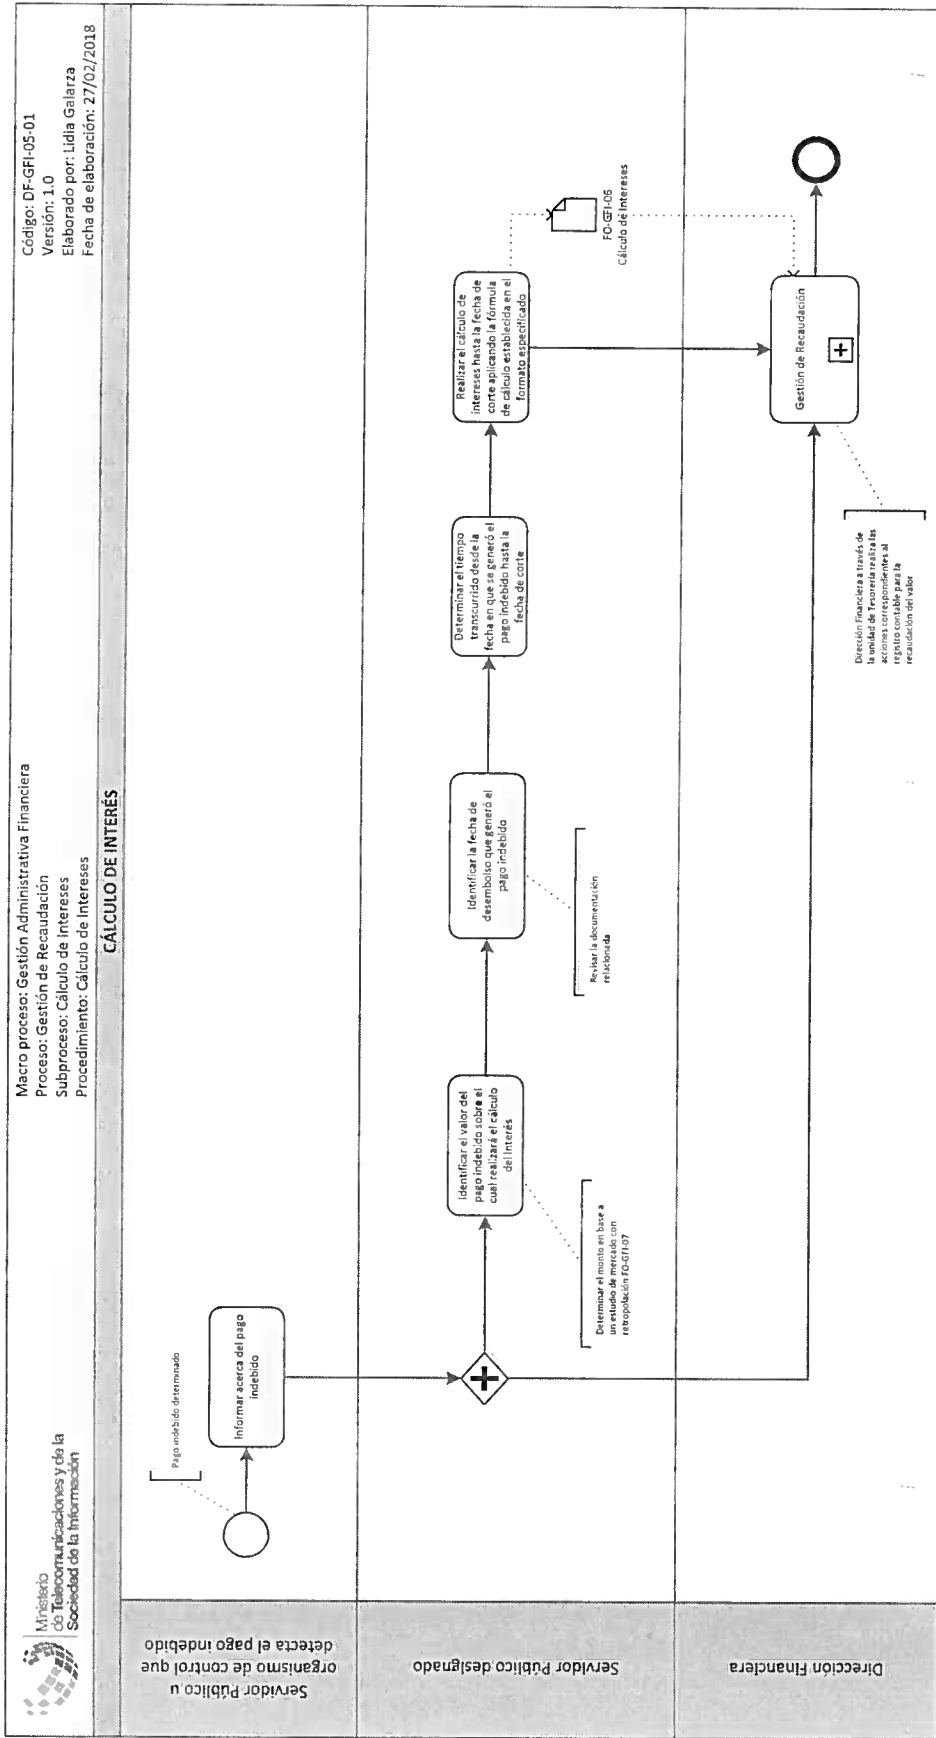 Ministerio
de Telecomunicaciones y de la
Sociedad de la Información
Macro proceso: Gestión Administrativa Financiera
Proceso: Gestión de Recaudación
Subproceso: Cálculo de Intereses
Procedimiento: Cálculo de Intereses
Código: DF-GFI-05-01
Versión: 1.0
Elaborado por: Lidia Galarza
Fecha de elaboración: 27/02/2018
CÁLCULO DE INTERÉS
Servidor Público u
organismo de control que
detecta el pago indebido
Pago indebido determinado
Informar acerca del pago
indebido
Servidor Público designado
Identificar el valor del
pago indebido sobre el
cual realizará el cálculo
del Interés
Determinar el monto en base a
un estudio de mercado con
retropolación FO-GFI-07
Identificar la fecha de
desembolso que generó el
pago indebido
Revisar la documentación
relacionada
Determinar el tiempo
transcurrido desde la
fecha en que se generó el
pago indebido hasta la
fecha de corte
Realizar el cálculo de
intereses hasta la fecha de
corte aplicando la fórmula
de cálculo establecida en el
formato especificado
FO-GFI-06
Cálculo de Intereses
Dirección Financiera
Gestión de Recaudación
Dirección Financiera a través de
la unidad de Tesorería realiza las
acciones correspondientes al
registro contable para la
recaudación del valor